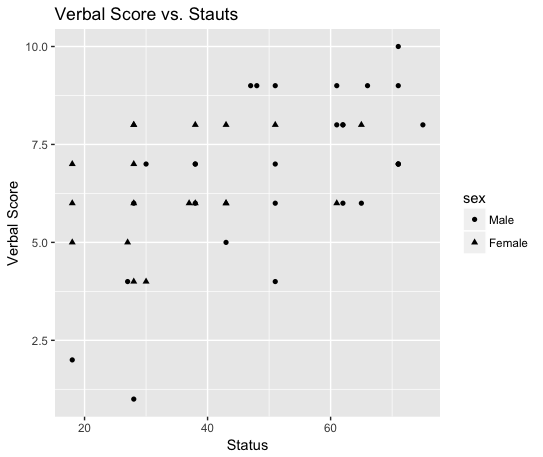 Verbal Score vs. Stauts
10.0
7.5
5.0
2.5
Verbal Score
20 40 60
Status
sex
Male
Female